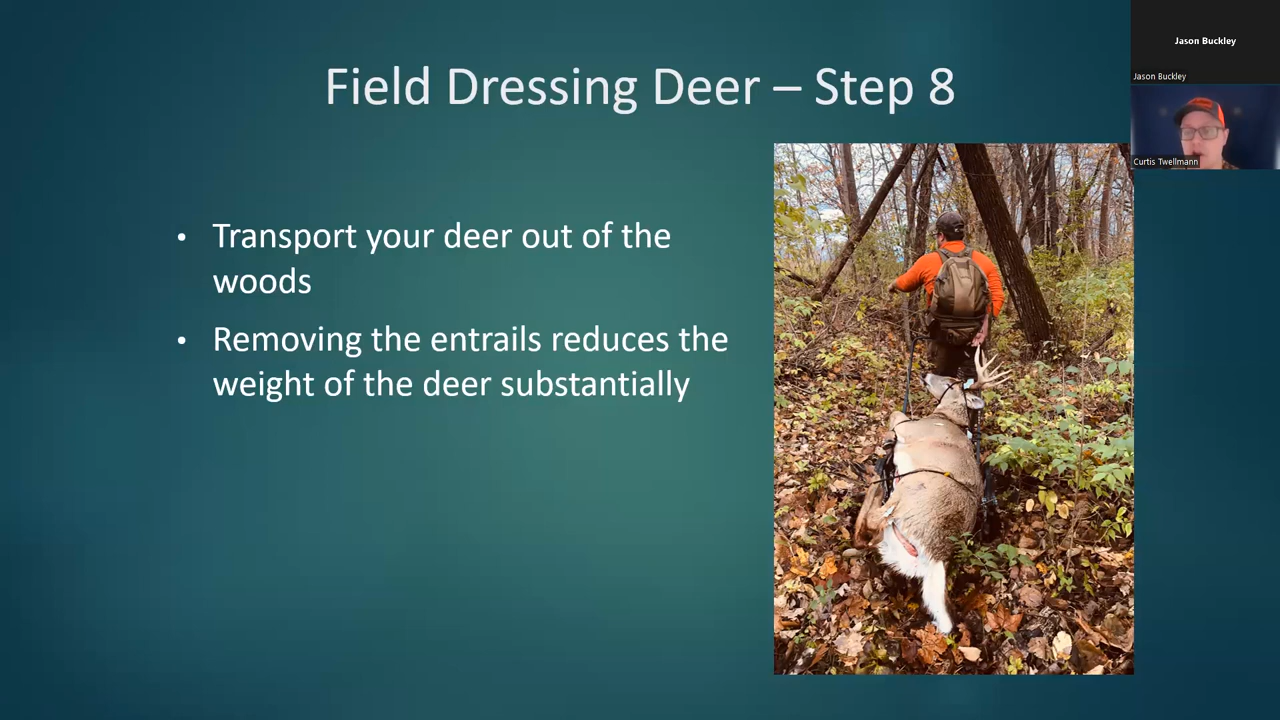 Field Dressing Deer – Step 8
• Transport your deer out of the
woods
• Removing the entrails reduces the
weight of the deer substantially
Jason Buckley
Jason Buckley
Curtis Twellmann